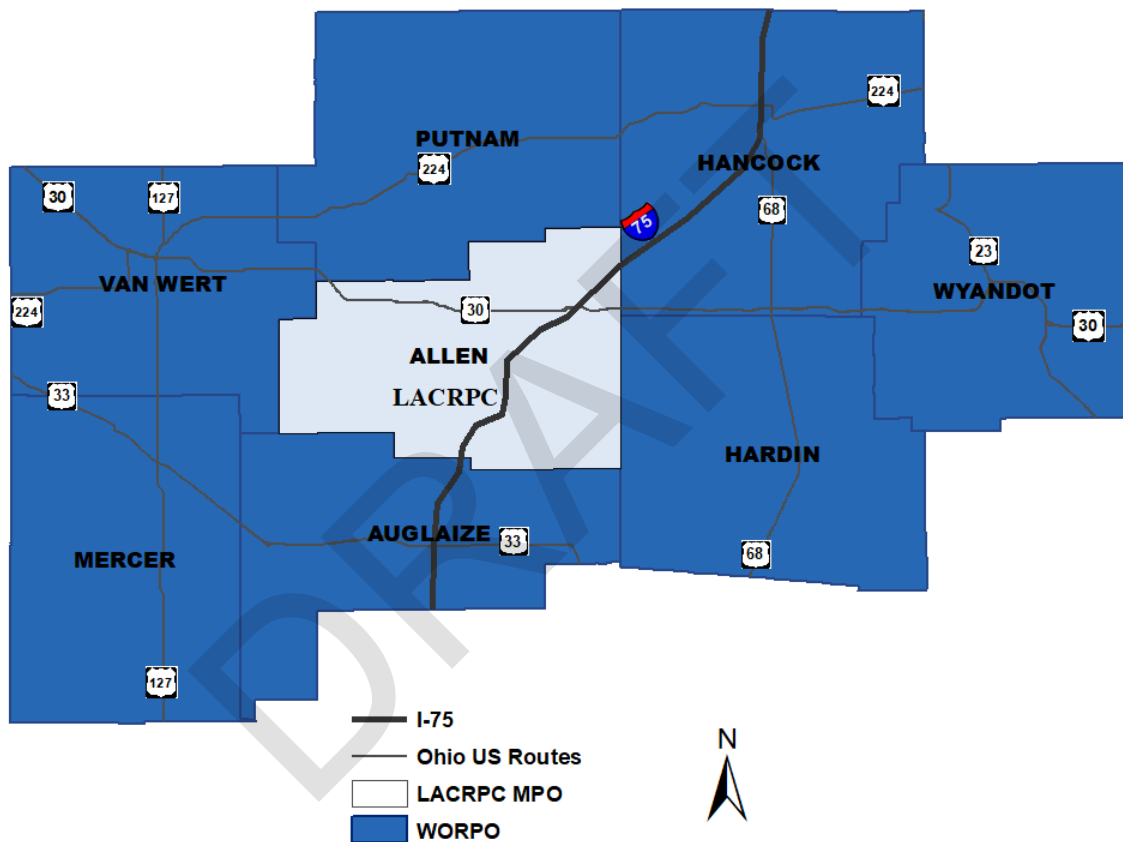 224
PUTNAM
HANCOCK
224
30
127
68
75
23
VAN WERT
WYANDOT
224
30
30
ALLEN
33
LACRPC
HARDIN
AUGLAIZE
33
MERCER
68
127
DRAFT
I-75
Ohio US Routes
LACRPC MPO
WORPO
N